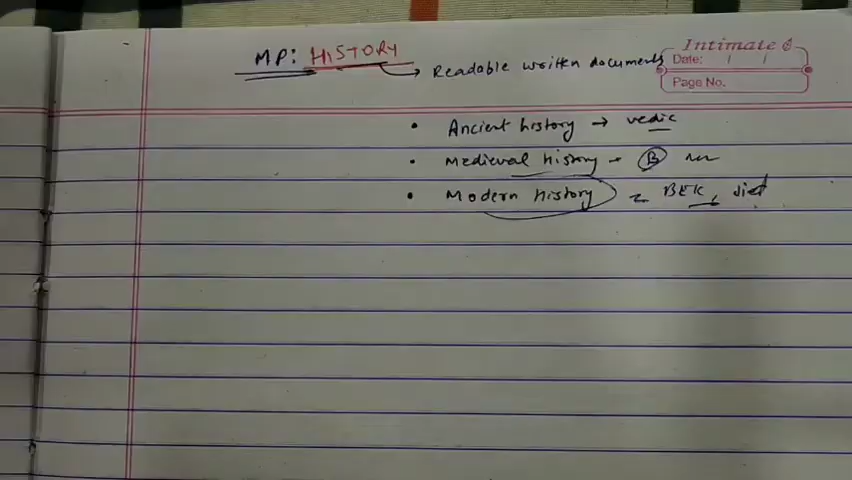 MP: HISTORY
Intimate
Date: / /
Page No.
Readable written documents
• Ancient history → vedic
• Medieval history - B
• Modern history